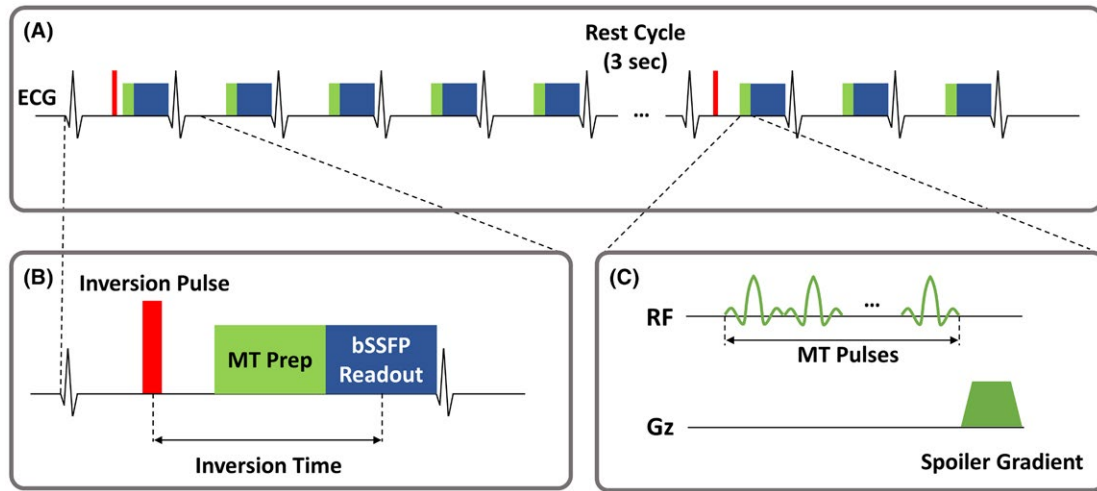 (A)
Rest Cycle
(3 sec)
ECG
...
(B)
Inversion Pulse
MT Prep
bSSFP
Readout
Inversion Time
(C)
RF
...
MT Pulses
Gz
Spoiler Gradient